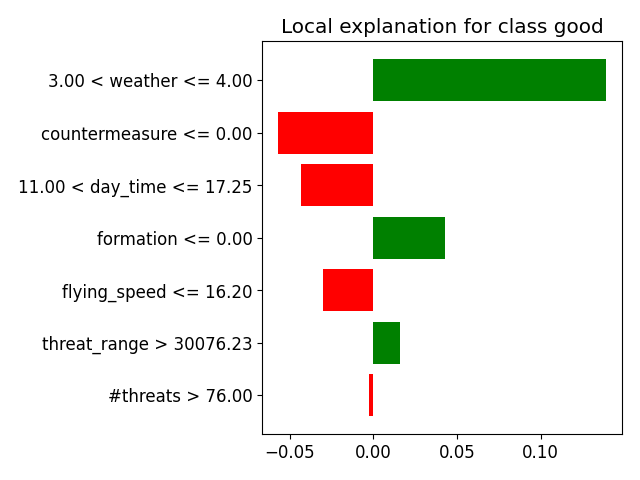 Local explanation for class good
3.00 < weather <= 4.00
countermeasure <= 0.00
11.00 < day_time <= 17.25
formation <= 0.00
flying_speed <= 16.20
threat_range > 30076.23
#threats > 76.00
−0.05 0.00 0.05 0.10